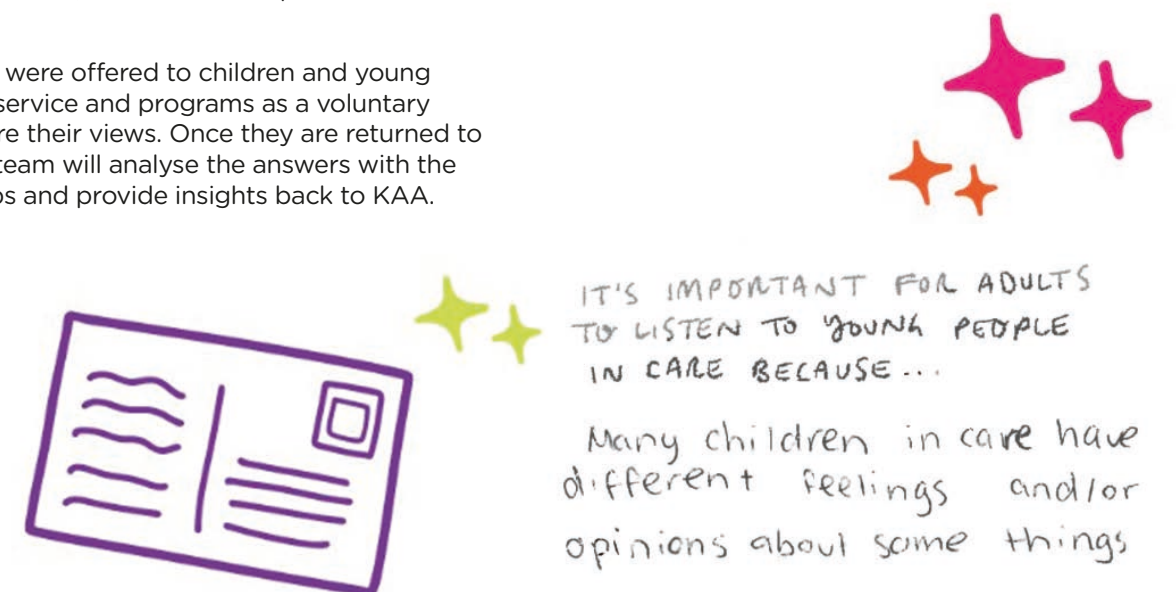 were offered to children and young
service and programs as a voluntary
re their views. Once they are returned to
team will analyse the answers with the
os and provide insights back to KAA.
IT'S IMPORTANT FOR ADULTS
TO LISTEN TO YOUNG PEOPLE
IN CARE BECAUSE...
Many children in care have
different feelings and/or
opinions about some things